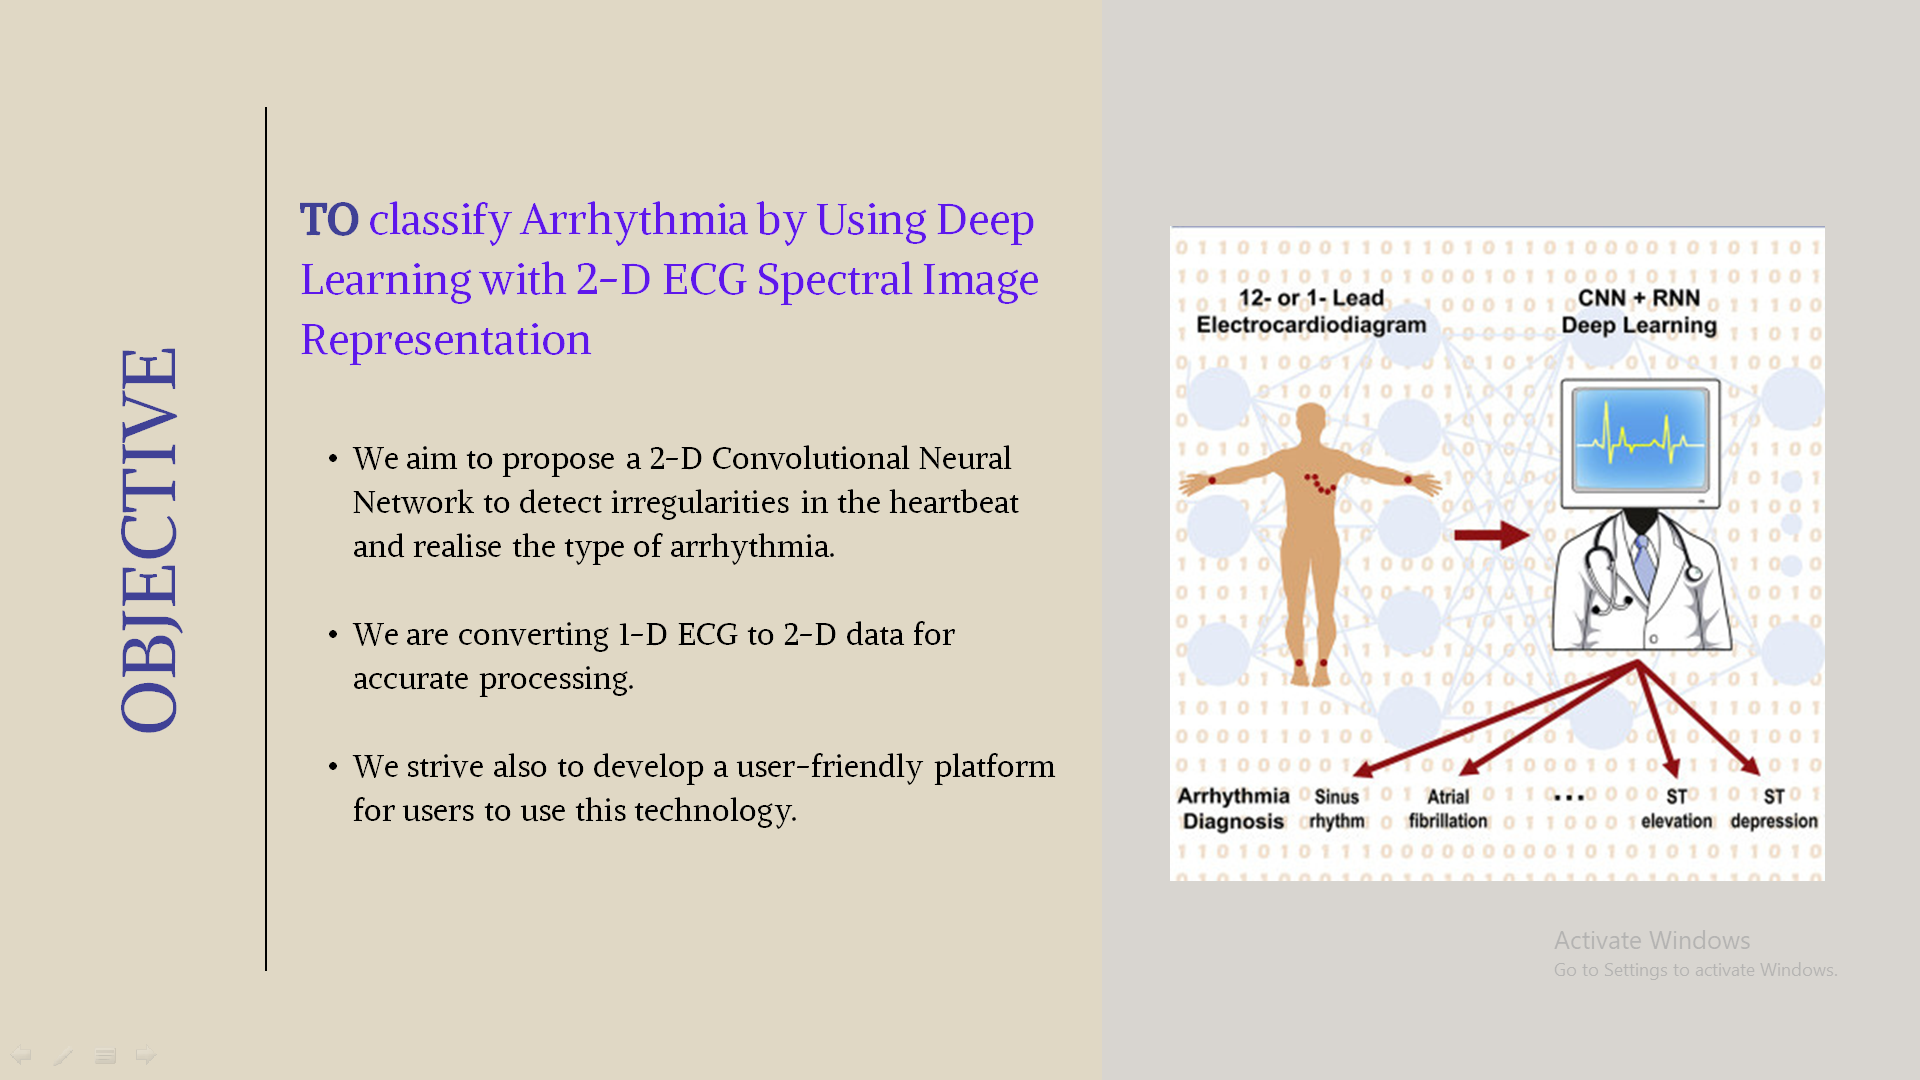 OBJECTIVE
TO classify Arrhythmia by Using Deep
Learning with 2-D ECG Spectral Image
Representation
• We aim to propose a 2-D Convolutional Neural
Network to detect irregularities in the heartbeat
and realise the type of arrhythmia.
• We are converting 1-D ECG to 2-D data for
accurate processing.
• We strive also to develop a user-friendly platform
for users to use this technology.
12- or 1- Lead
Electrocardiodiagram
CNN + RNN
Deep Learning
Arrhythmia
Diagnosis
Sinus
rhythm
Atrial
fibrillation
...
ST
elevation
ST
depression
Activate Windows
Go to Settings to activate Windows.